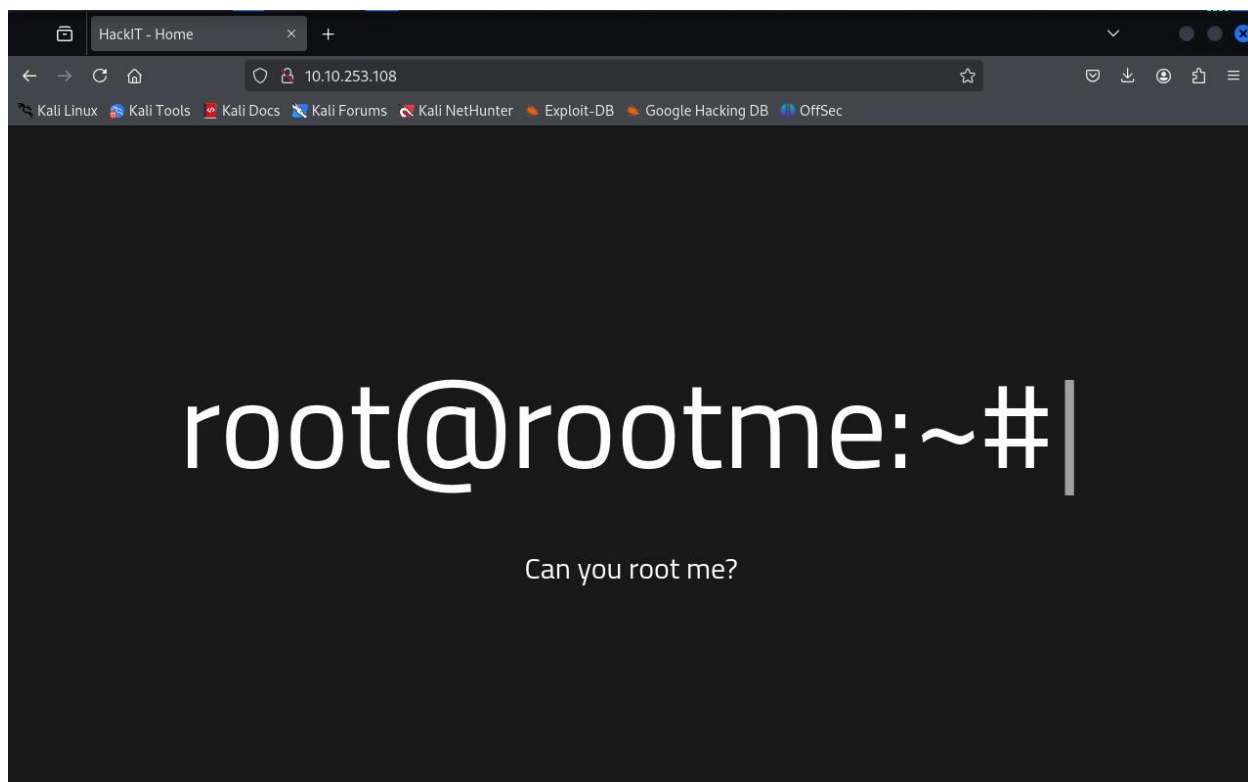 HackIT - Home
10.10.253.108
Kali Linux Kali Tools Kali Docs Kali Forums Kali NetHunter Exploit-DB Google Hacking DB OffSec
root@rootme:~#
Can you root me?